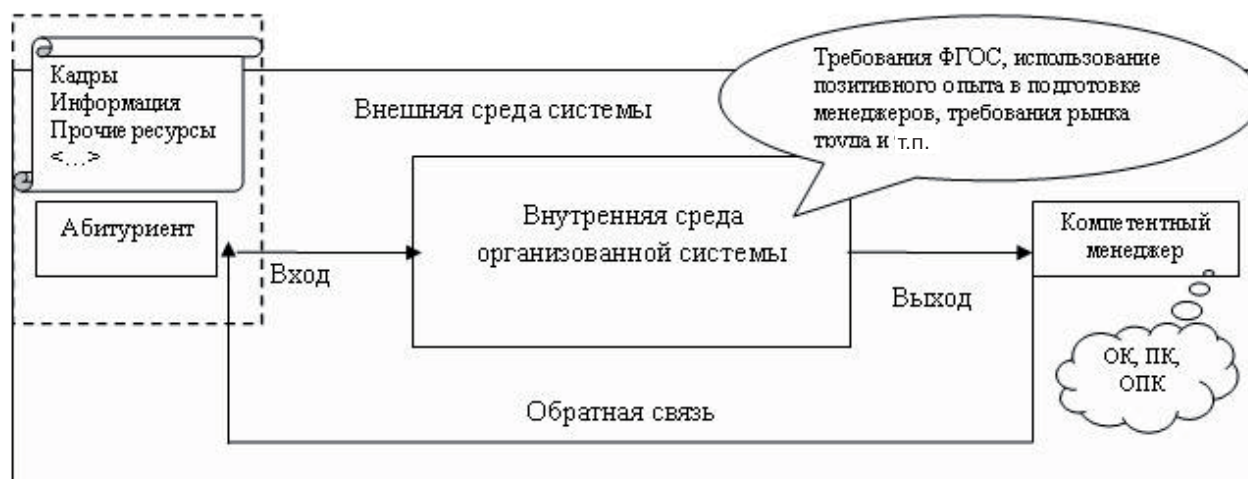 Кадры
Информация
Прочие ресурсы
<...>
Абитуриент
Внешняя среда системы
Требования ФГОС, использование
позитивного опыта в подготовке
менеджеров, требования рынка
труда и т.п.
Внутренняя среда
организованной системы
Вход
Выход
Компетентный
менеджер
ОК, ПК,
ОПК
Обратная связь